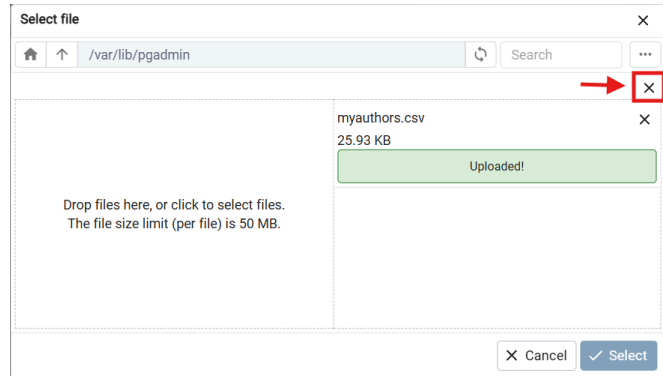 Select file
/var/lib/pgadmin
Search
myauthors.csv
25.93 KB
Uploaded!
Drop files here, or click to select files.
The file size limit (per file) is 50 MB.
Cancel
Select